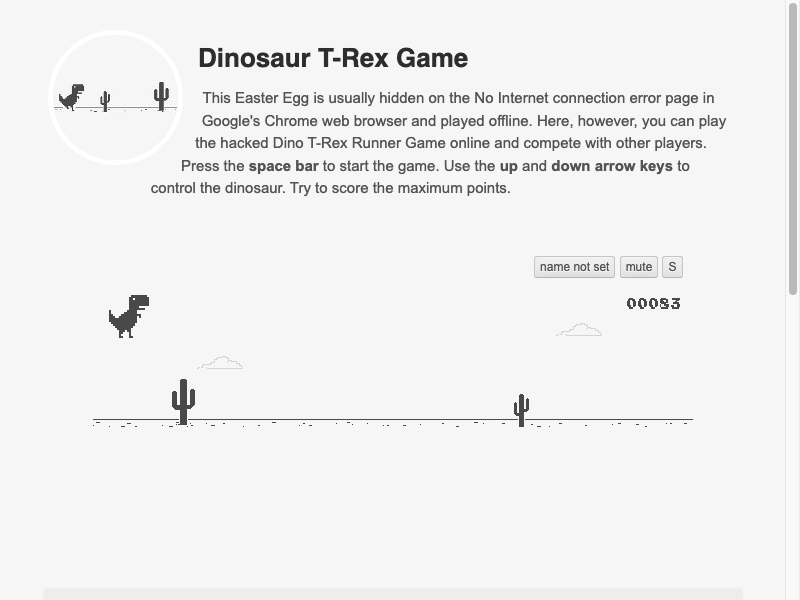 Dinosaur T-Rex Game
This Easter Egg is usually hidden on the No Internet connection error page in
Google's Chrome web browser and played offline. Here, however, you can play
the hacked Dino T-Rex Runner Game online and compete with other players.
Press the space bar to start the game. Use the up and down arrow keys to
control the dinosaur. Try to score the maximum points.
name not set mute S
00083